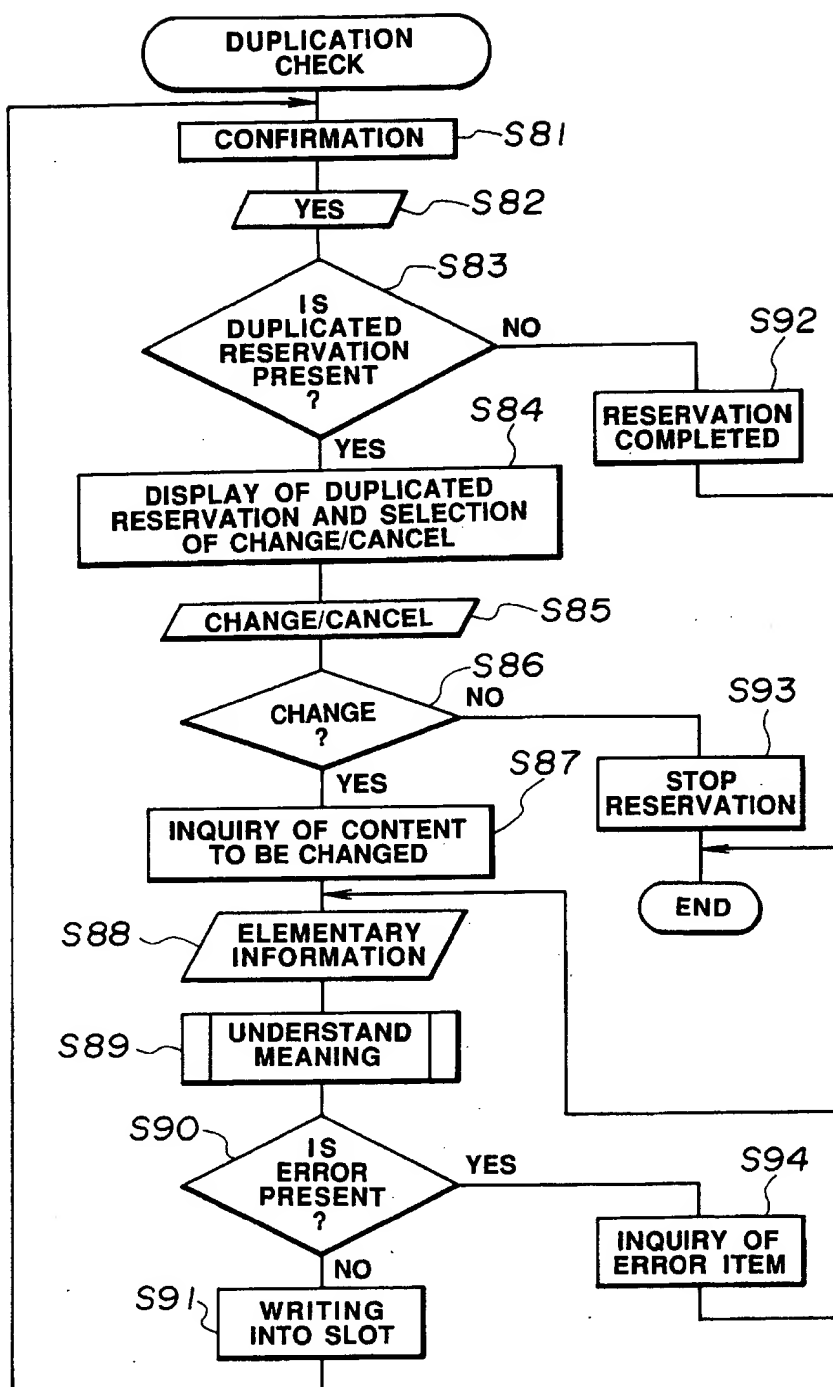 DUPLICATION
CHECK
CONFIRMATION
S81
YES
S82
S83
IS
DUPLICATED
RESERVATION
PRESENT
?
NO
S92
RESERVATION
COMPLETED
YES
S84
DISPLAY OF DUPLICATED
RESERVATION AND SELECTION
OF CHANGE/CANCEL
CHANGE/CANCEL
S85
S86
CHANGE
?
NO
S93
STOP
RESERVATION
END
YES
S87
INQUIRY OF CONTENT
TO BE CHANGED
S88
ELEMENTARY
INFORMATION
S89
UNDERSTAND
MEANING
S90
IS
ERROR
PRESENT
?
YES
S94
INQUIRY OF
ERROR ITEM
NO
S91
WRITING
INTO SLOT